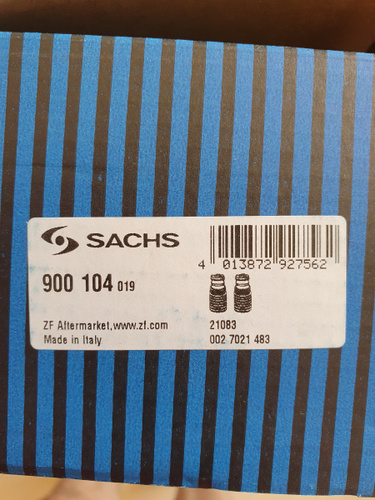 SACHS
4 013872 927562
900 104 019
ZF Aftermarket,www.zf.com
Made in Italy
21083
002 7021 483